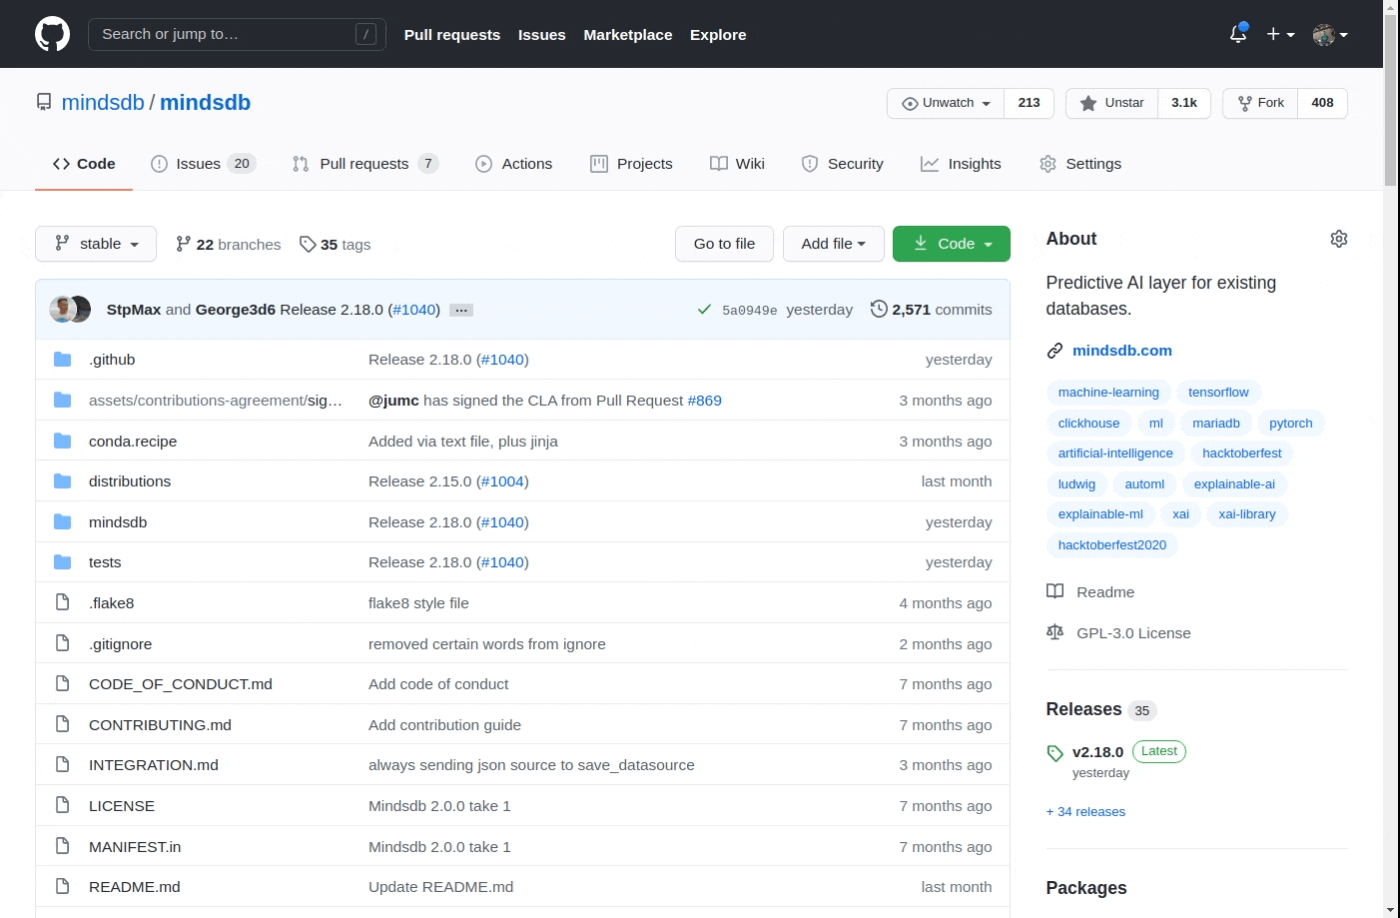 Search or jump to… / Pull requests Issues Marketplace Explore
mindsdb / mindsdb Unwatch 213 Unstar 3.1k Fork 408
Code Issues 20 Pull requests 7 Actions Projects Wiki Security Insights Settings
stable 22 branches 35 tags Go to file Add file Code
StpMax and George3d6 Release 2.18.0 (#1040) ... 5a0949e yesterday 2,571 commits
.github Release 2.18.0 (#1040) yesterday
assets/contributions-agreement/sig… @jumc has signed the CLA from Pull Request #869 3 months ago
conda.recipe Added via text file, plus jinja 3 months ago
distributions Release 2.15.0 (#1004) last month
mindsdb Release 2.18.0 (#1040) yesterday
tests Release 2.18.0 (#1040) yesterday
.flake8 flake8 style file 4 months ago
.gitignore removed certain words from ignore 2 months ago
CODE_OF_CONDUCT.md Add code of conduct 7 months ago
CONTRIBUTING.md Add contribution guide 7 months ago
INTEGRATION.md always sending json source to save_datasource 3 months ago
LICENSE Mindsdb 2.0.0 take 1 7 months ago
MANIFEST.in Mindsdb 2.0.0 take 1 7 months ago
README.md Update README.md last month
About
Predictive AI layer for existing
databases.
mindsdb.com
machine-learning tensorflow
clickhouse ml mariadb pytorch
artificial-intelligence hacktoberfest
ludwig automl explainable-ai
explainable-ml xai xai-library
hacktoberfest2020
Readme
GPL-3.0 License
Releases 35
v2.18.0 Latest
yesterday
+ 34 releases
Packages